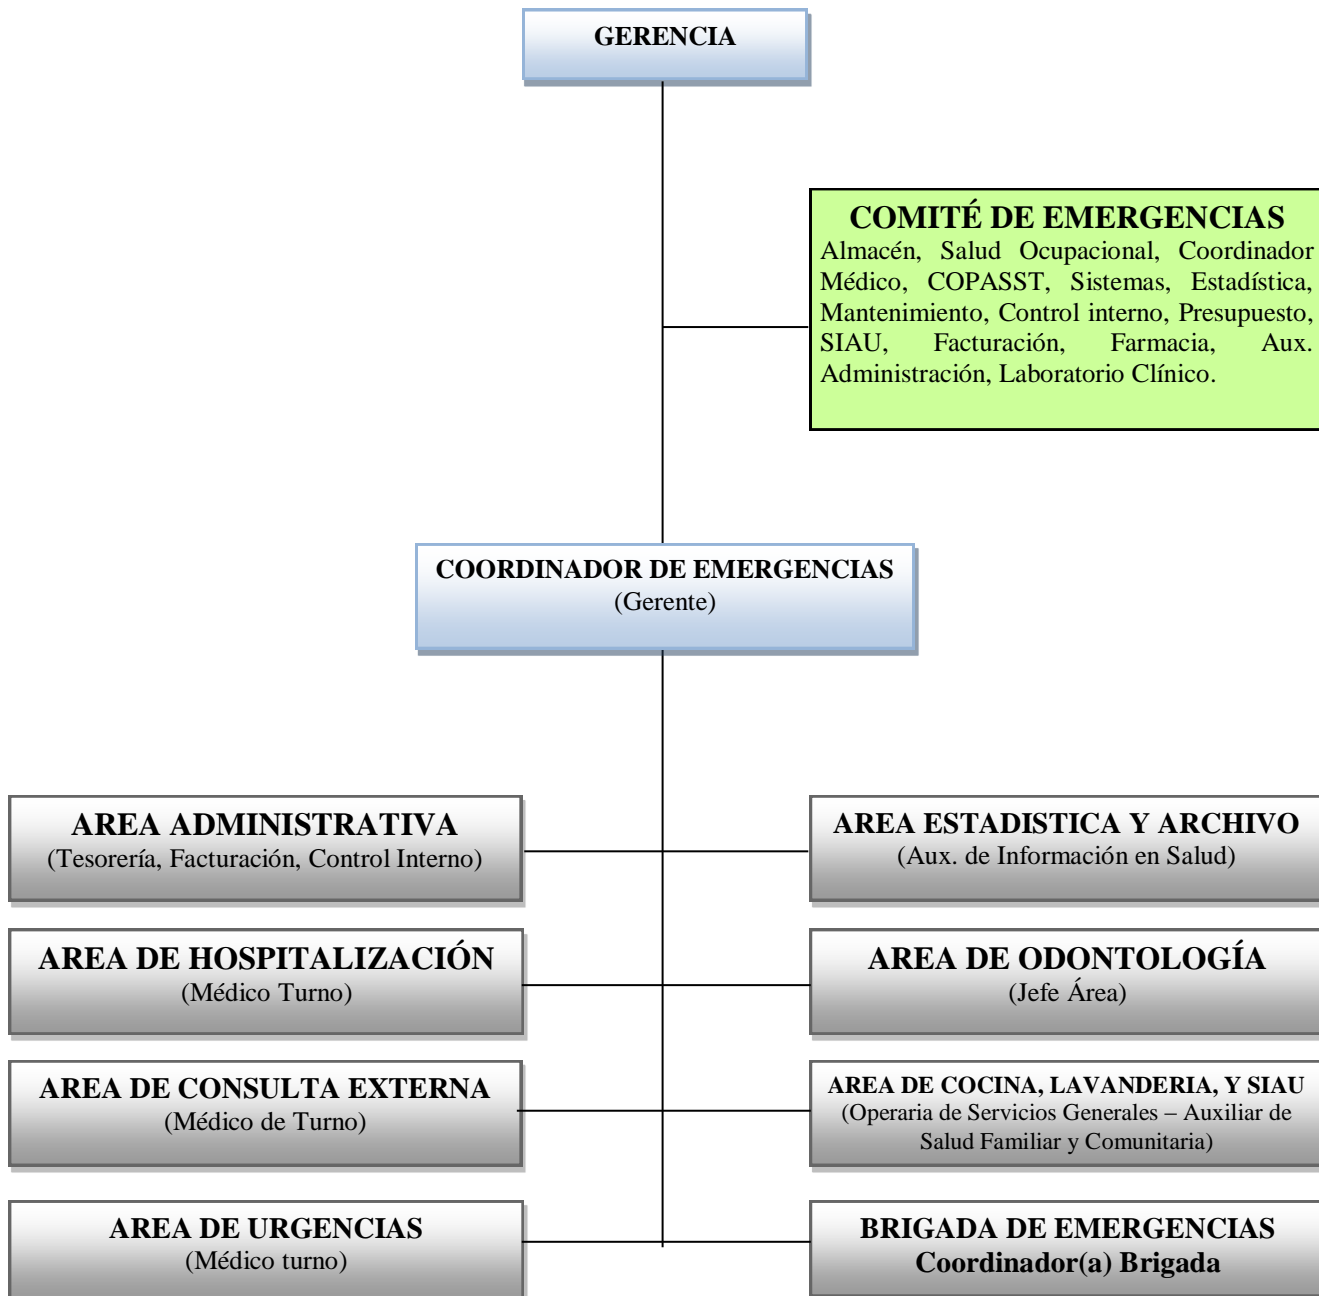 GERENCIA
COMITÉ DE EMERGENCIAS
Almacén, Salud Ocupacional, Coordinador
Médico, COPASST, Sistemas, Estadística,
Mantenimiento, Control interno, Presupuesto,
SIAU, Facturación, Farmacia, Aux.
Administración, Laboratorio Clínico.
COORDINADOR DE EMERGENCIAS
(Gerente)
AREA ADMINISTRATIVA
(Tesorería, Facturación, Control Interno)
AREA ESTADISTICA Y ARCHIVO
(Aux. de Información en Salud)
AREA DE HOSPITALIZACIÓN
(Médico Turno)
AREA DE ODONTOLOGÍA
(Jefe Área)
AREA DE CONSULTA EXTERNA
(Médico de Turno)
AREA DE COCINA, LAVANDERIA, Y SIAU
(Operaria de Servicios Generales – Auxiliar de
Salud Familiar y Comunitaria)
AREA DE URGENCIAS
(Médico turno)
BRIGADA DE EMERGENCIAS
Coordinador(a) Brigada